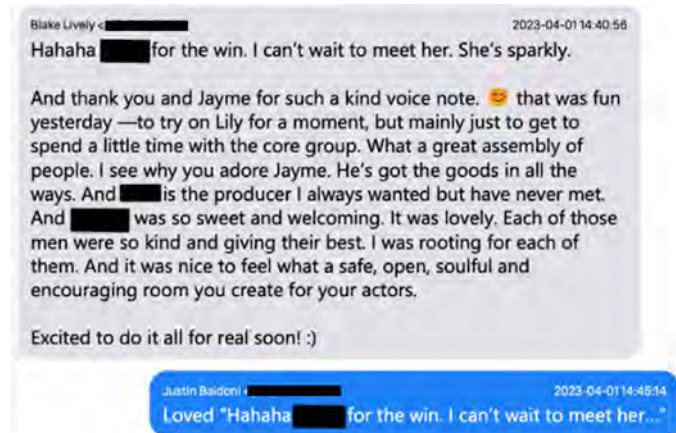 Blake Lively < 2023-04-01 14:40:56
Hahaha for the win. I can't wait to meet her. She's sparkly.
And thank you and Jayme for such a kind voice note. 😊 that was fun
yesterday —to try on Lily for a moment, but mainly just to get to
spend a little time with the core group. What a great assembly of
people. I see why you adore Jayme. He's got the goods in all the
ways. And is the producer I always wanted but have never met.
And was so sweet and welcoming. It was lovely. Each of those
men were so kind and giving their best. I was rooting for each of
them. And it was nice to feel what a safe, open, soulful and
encouraging room you create for your actors.
Excited to do it all for real soon! :)
Justin Baldoni < 2023-04-01 14:45:14
Loved "Hahaha for the win. I can't wait to meet her..."